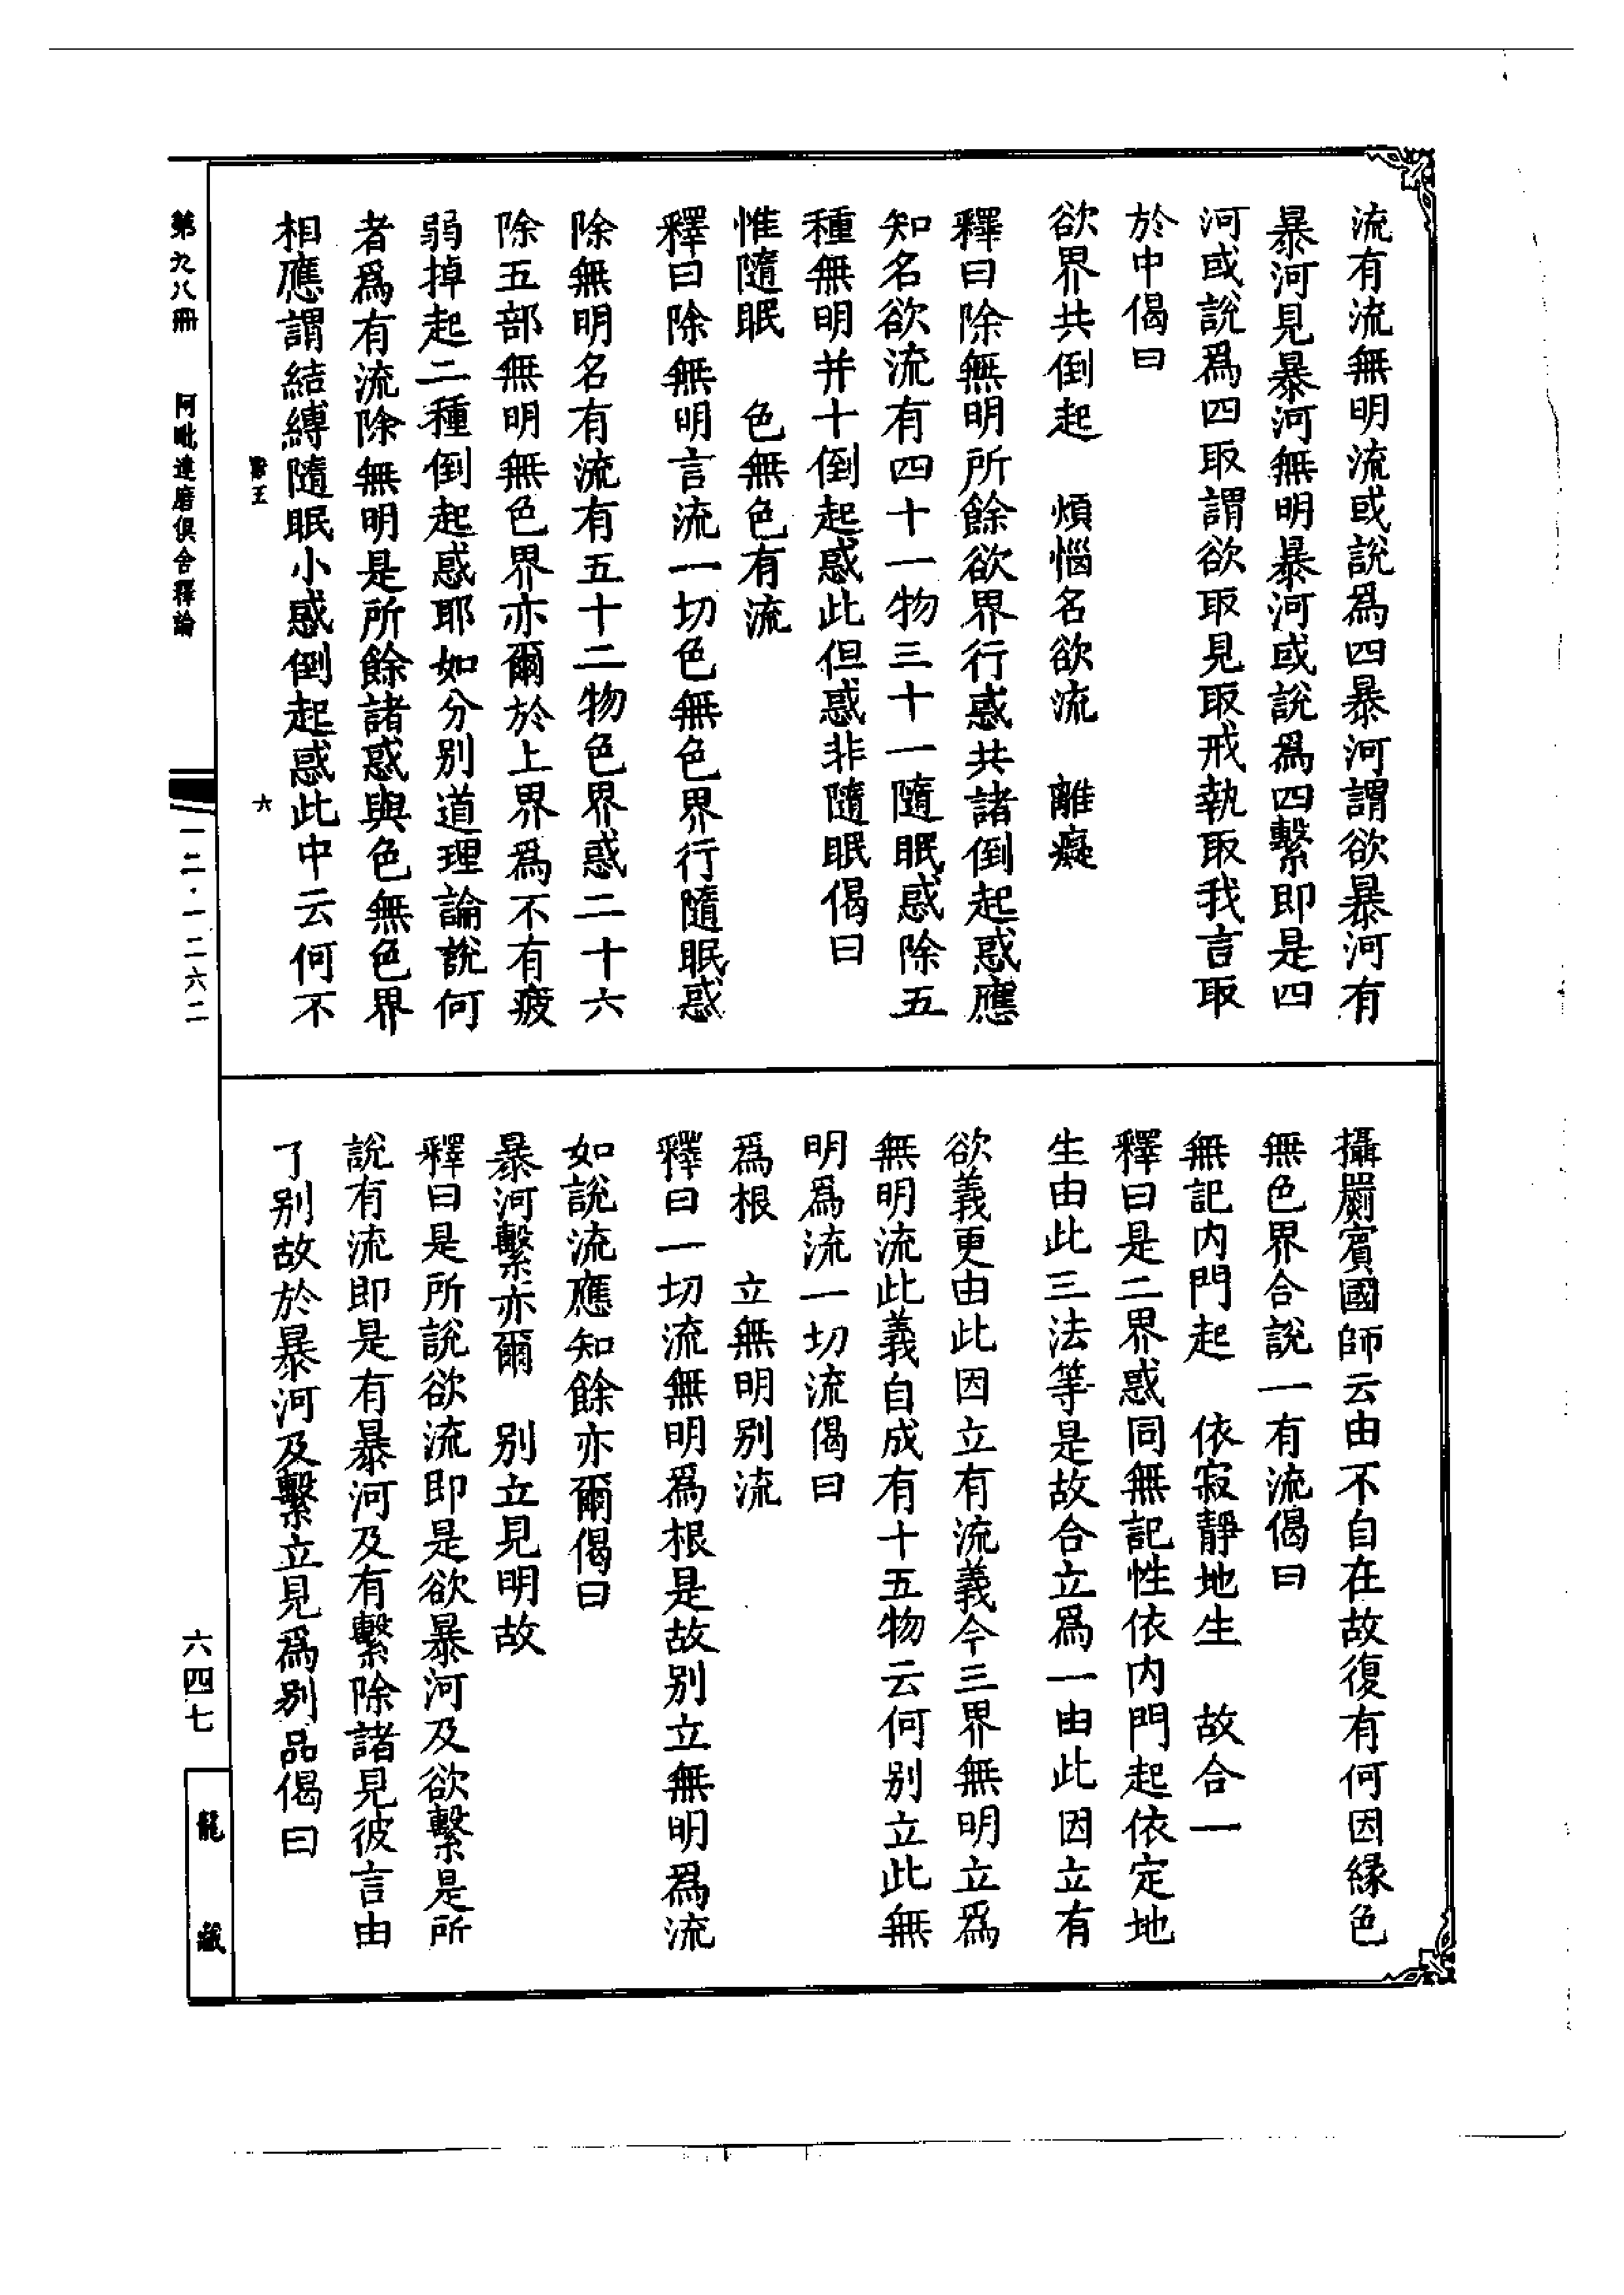 流有流無明流或說爲四暴河謂欲暴河有
暴河見暴河無明暴河或說爲四繫即是四
河或說爲四取謂欲取見取戒執取我言取
於中偈曰
欲界共倒起　煩惱名欲流　離癡
釋曰除無明所餘欲界行惑共諸倒起惑應
知名欲流有四十一物三十一隨眠惑除五
種無明并十倒起惑此但惑非隨眠偈曰
惟隨眠　色無色有流
釋曰除無明言流一切色無色界行隨眠惑
除無明名有流有五十二物色界惑二十六
除五部無明無色界亦爾於上界爲不有疲
弱掉起二種倒起惑耶如分別道理論說何
者爲有流除無明是所餘諸惑與色無色界
相應謂結縛隨眠小惑倒起惑此中云何不
攝罽賓國師云由不自在故復有何因緣色
無色界合說一有流偈曰
無記内門起　依寂靜地生　故合一
釋曰是二界惑同無記性依内門起依定地
生由此三法等是故合立爲一由此因立有
欲義更由此因立有流義今三界無明立爲
無明流此義自成有十五物云何別立此無
明爲流一切流偈曰
爲根　立無明別流
釋曰一切流無明爲根是故別立無明爲流
如說流應知餘亦爾偈曰
暴河繫亦爾　別立見明故
釋曰是所說欲流即是欲暴河及欲繫是所
說有流即是有暴河及有繫除諸見彼言由
了別故於暴河及繫立見爲別品偈曰
第九八冊　阿毗達磨俱舍釋論
六
一二·一二六二
六四七
龍藏